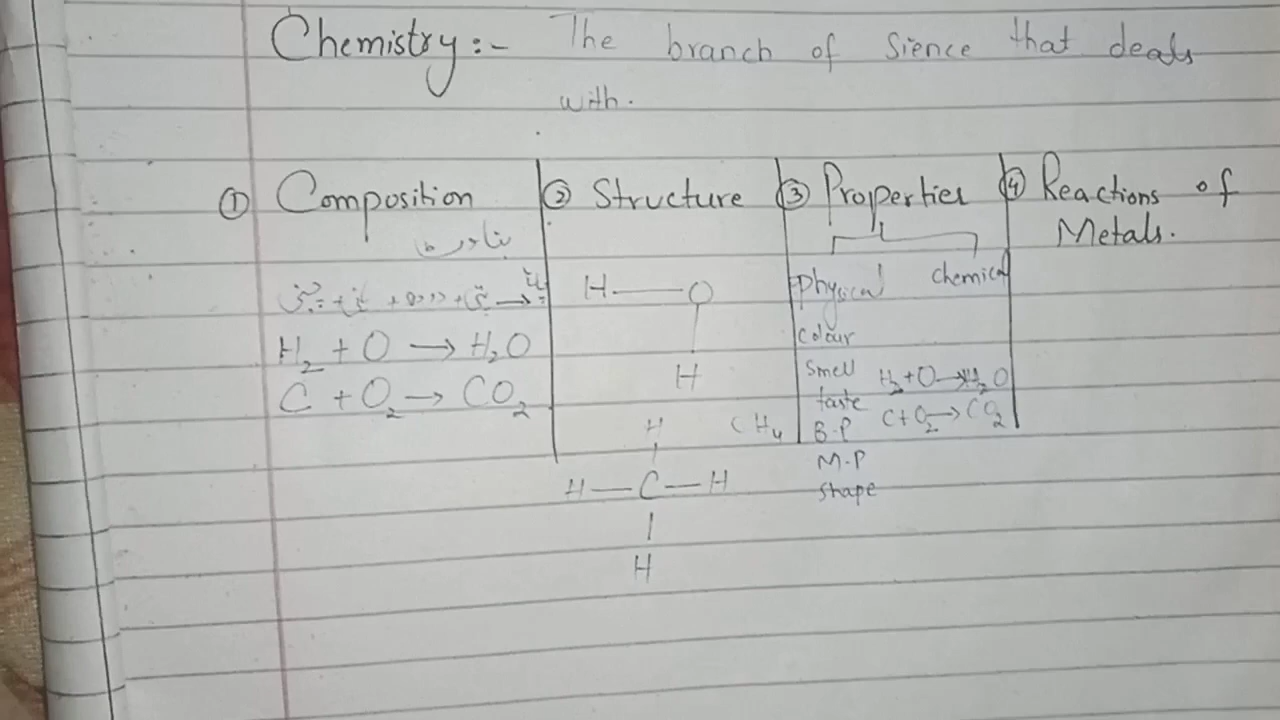 Chemistry :- The branch of Sience that deals
with.
① Composition
بناوٹ
H₂ + O → H₂O
C + O₂ → CO₂
② Structure
H — O
H
CH₄
H
H — C — H
H
③ Properties
physical chemical
colour
smell
taste
B.P
M.P
shape
H₂ + O → H₂O
C + O₂ → CO₂
④ Reactions of
Metals.